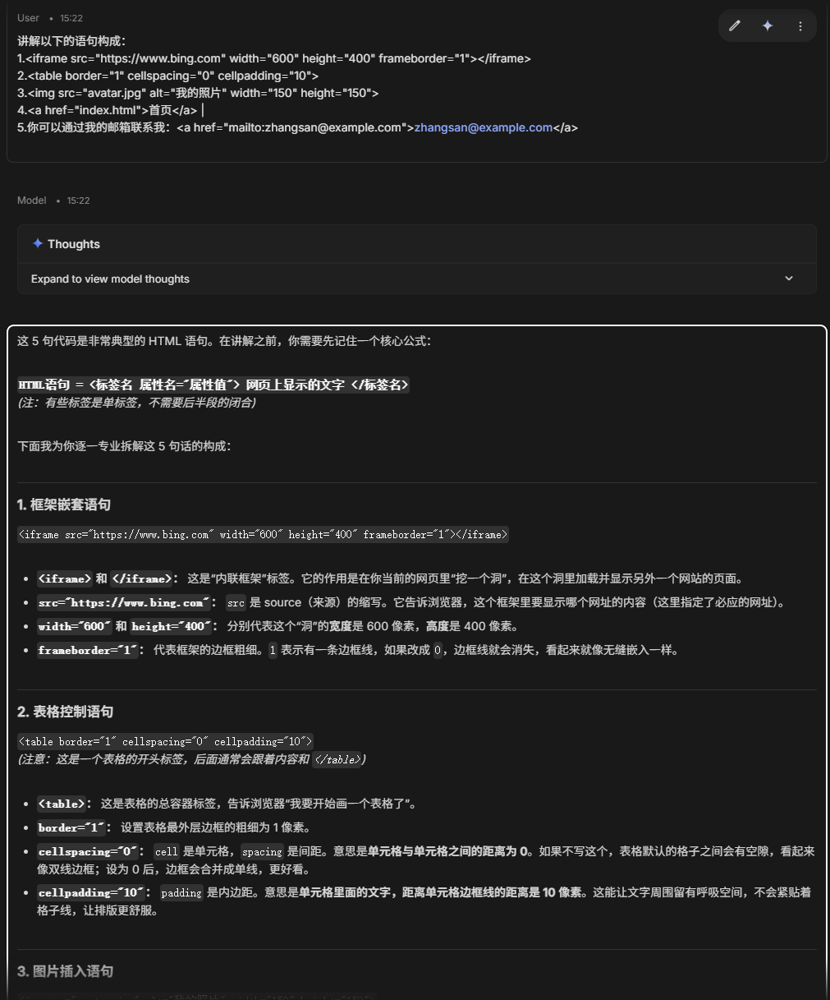 User • 15:22
讲解以下的语句构成：
1.<iframe src="https://www.bing.com" width="600" height="400" frameborder="1"></iframe>
2.<table border="1" cellspacing="0" cellpadding="10">
3.<img src="avatar.jpg" alt="我的照片" width="150" height="150">
4.<a href="index.html">首页</a> |
5.你可以通过我的邮箱联系我：<a href="mailto:zhangsan@example.com">zhangsan@example.com</a>
Model • 15:22
Thoughts
Expand to view model thoughts
这 5 句代码是非常典型的 HTML 语句。在讲解之前，你需要先记住一个核心公式：
HTML语句 = <标签名 属性名="属性值"> 网页上显示的文字 </标签名>
(注：有些标签是单标签，不需要后半段的闭合)
下面我为你逐一专业拆解这 5 句话的构成：
1. 框架嵌套语句
<iframe src="https://www.bing.com" width="600" height="400" frameborder="1"></iframe>
• <iframe> 和 </iframe>： 这是“内联框架”标签。它的作用是在你当前的网页里“挖一个洞”，在这个洞里加载并显示另外一个网站的页面。
• src="https://www.bing.com"： src 是 source（来源）的缩写。它告诉浏览器，这个框架里要显示哪个网址的内容（这里指定了必应的网址）。
• width="600" 和 height="400"： 分别代表这个“洞”的宽度是 600 像素，高度是 400 像素。
• frameborder="1"： 代表框架的边框粗细。1 表示有一条边框线，如果改成 0，边框线就会消失，看起来就像无缝嵌入一样。
2. 表格控制语句
<table border="1" cellspacing="0" cellpadding="10">
(注意：这是一个表格的开头标签，后面通常会跟着内容和 </table>)
• <table>： 这是表格的总容器标签，告诉浏览器“我要开始画一个表格了”。
• border="1"： 设置表格最外层边框的粗细为 1 像素。
• cellspacing="0"： cell 是单元格，spacing 是间距。意思是单元格与单元格之间的距离为 0。如果不写这个，表格默认的格子之间会有空隙，看起来
像双线边框；设为 0 后，边框会合并成单线，更好看。
• cellpadding="10"： padding 是内边距。意思是单元格里面的文字，距离单元格边框线的距离是 10 像素。这能让文字周围留有呼吸空间，不会紧贴着
格子线，让排版更舒服。
3. 图片插入语句